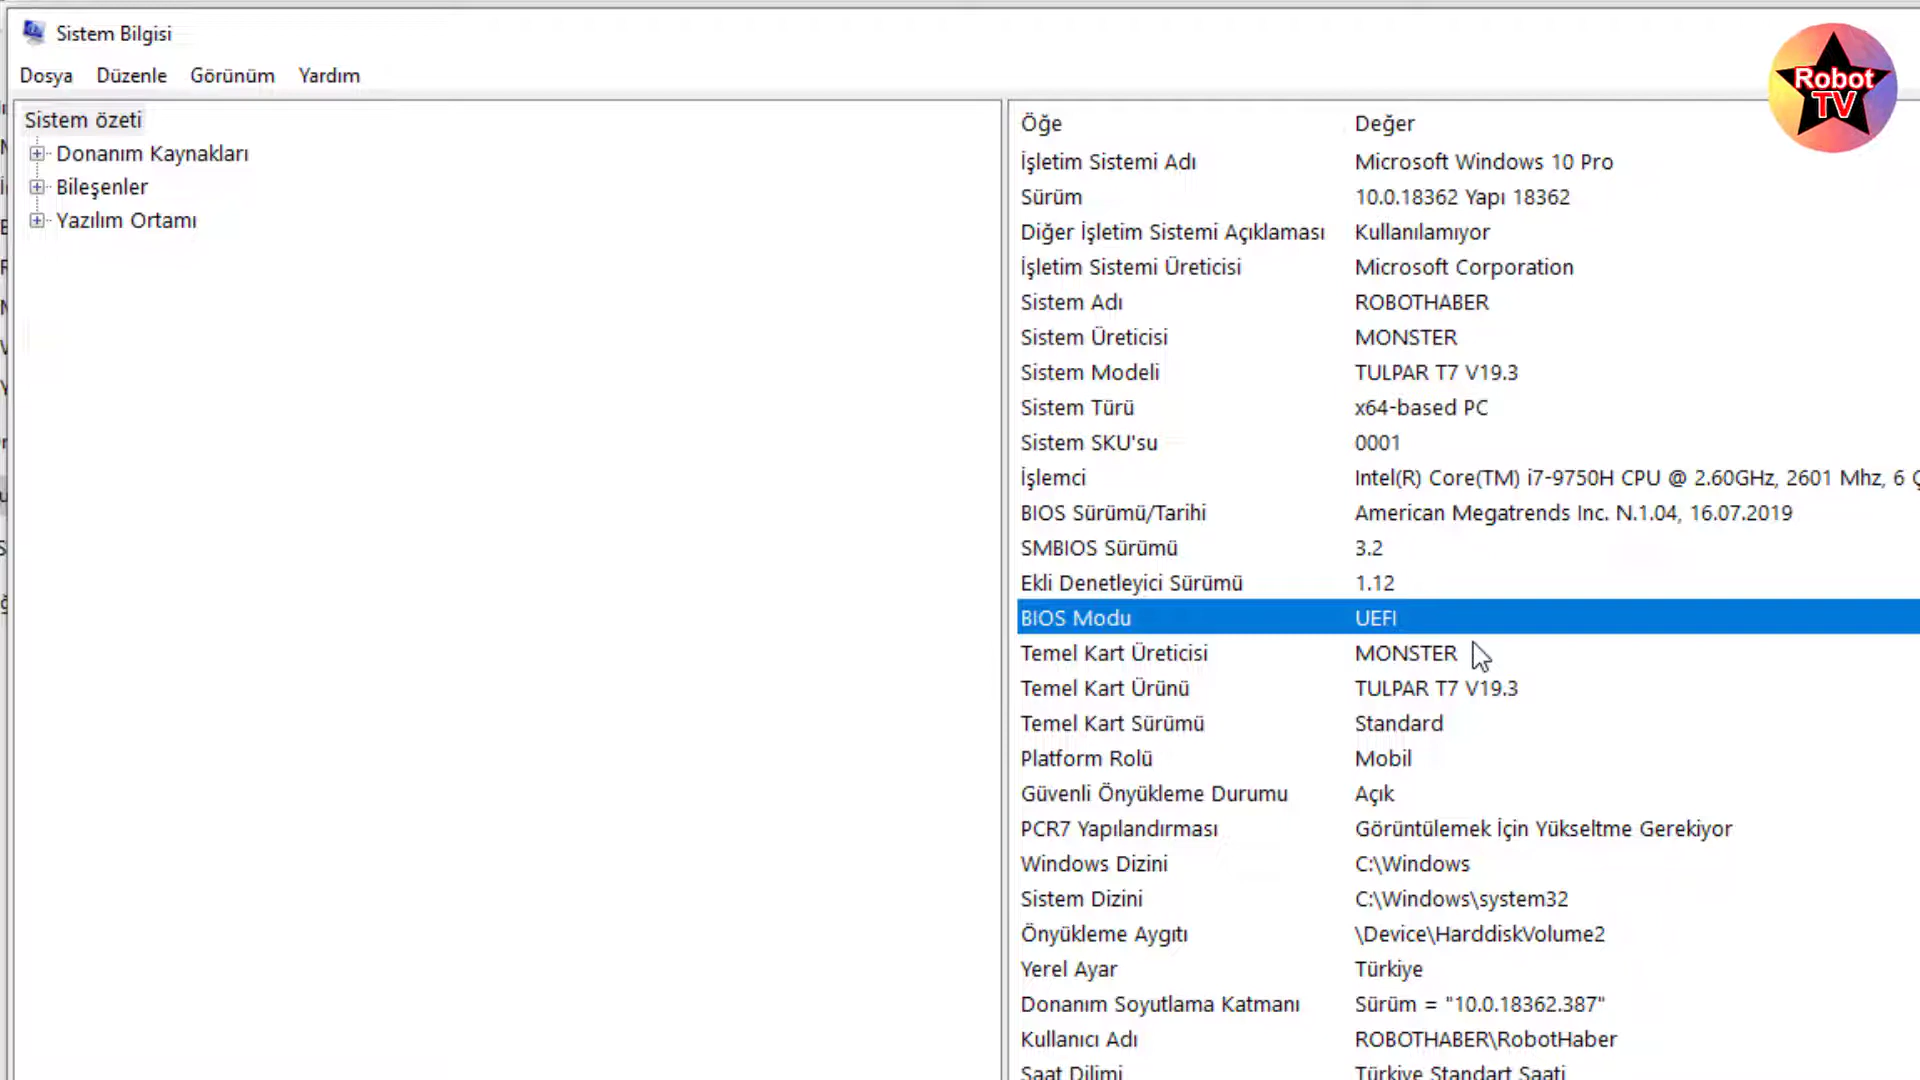 Sistem Bilgisi
Dosya Düzenle Görünüm Yardım
Robot
TV
Sistem özeti
Donanım Kaynakları
Bileşenler
Yazılım Ortamı
Öğe Değer
İşletim Sistemi Adı Microsoft Windows 10 Pro
Sürüm 10.0.18362 Yapı 18362
Diğer İşletim Sistemi Açıklaması Kullanılamıyor
İşletim Sistemi Üreticisi Microsoft Corporation
Sistem Adı ROBOTHABER
Sistem Üreticisi MONSTER
Sistem Modeli TULPAR T7 V19.3
Sistem Türü x64-based PC
Sistem SKU'su 0001
İşlemci Intel(R) Core(TM) i7-9750H CPU @ 2.60GHz, 2601 Mhz, 6 Ç
BIOS Sürümü/Tarihi American Megatrends Inc. N.1.04, 16.07.2019
SMBIOS Sürümü 3.2
Ekli Denetleyici Sürümü 1.12
BIOS Modu UEFI
Temel Kart Üreticisi MONSTER
Temel Kart Ürünü TULPAR T7 V19.3
Temel Kart Sürümü Standard
Platform Rolü Mobil
Güvenli Önyükleme Durumu Açık
PCR7 Yapılandırması Görüntülemek İçin Yükseltme Gerekiyor
Windows Dizini C:\Windows
Sistem Dizini C:\Windows\system32
Önyükleme Aygıtı \Device\HarddiskVolume2
Yerel Ayar Türkiye
Donanım Soyutlama Katmanı Sürüm = "10.0.18362.387"
Kullanıcı Adı ROBOTHABER\RobotHaber
Saat Dilimi Türkiye Standart Saati